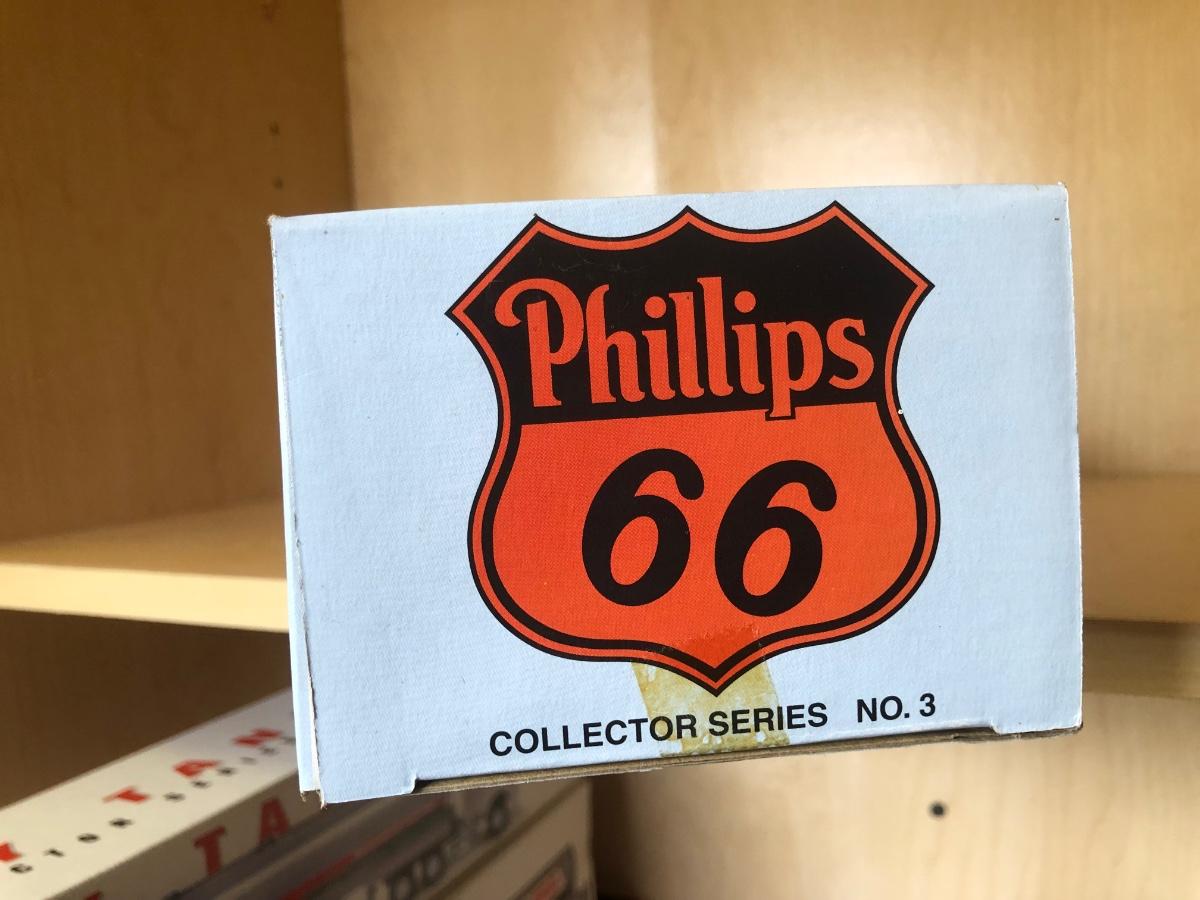 Phillips
66
COLLECTOR SERIES NO. 3
T A N
T A